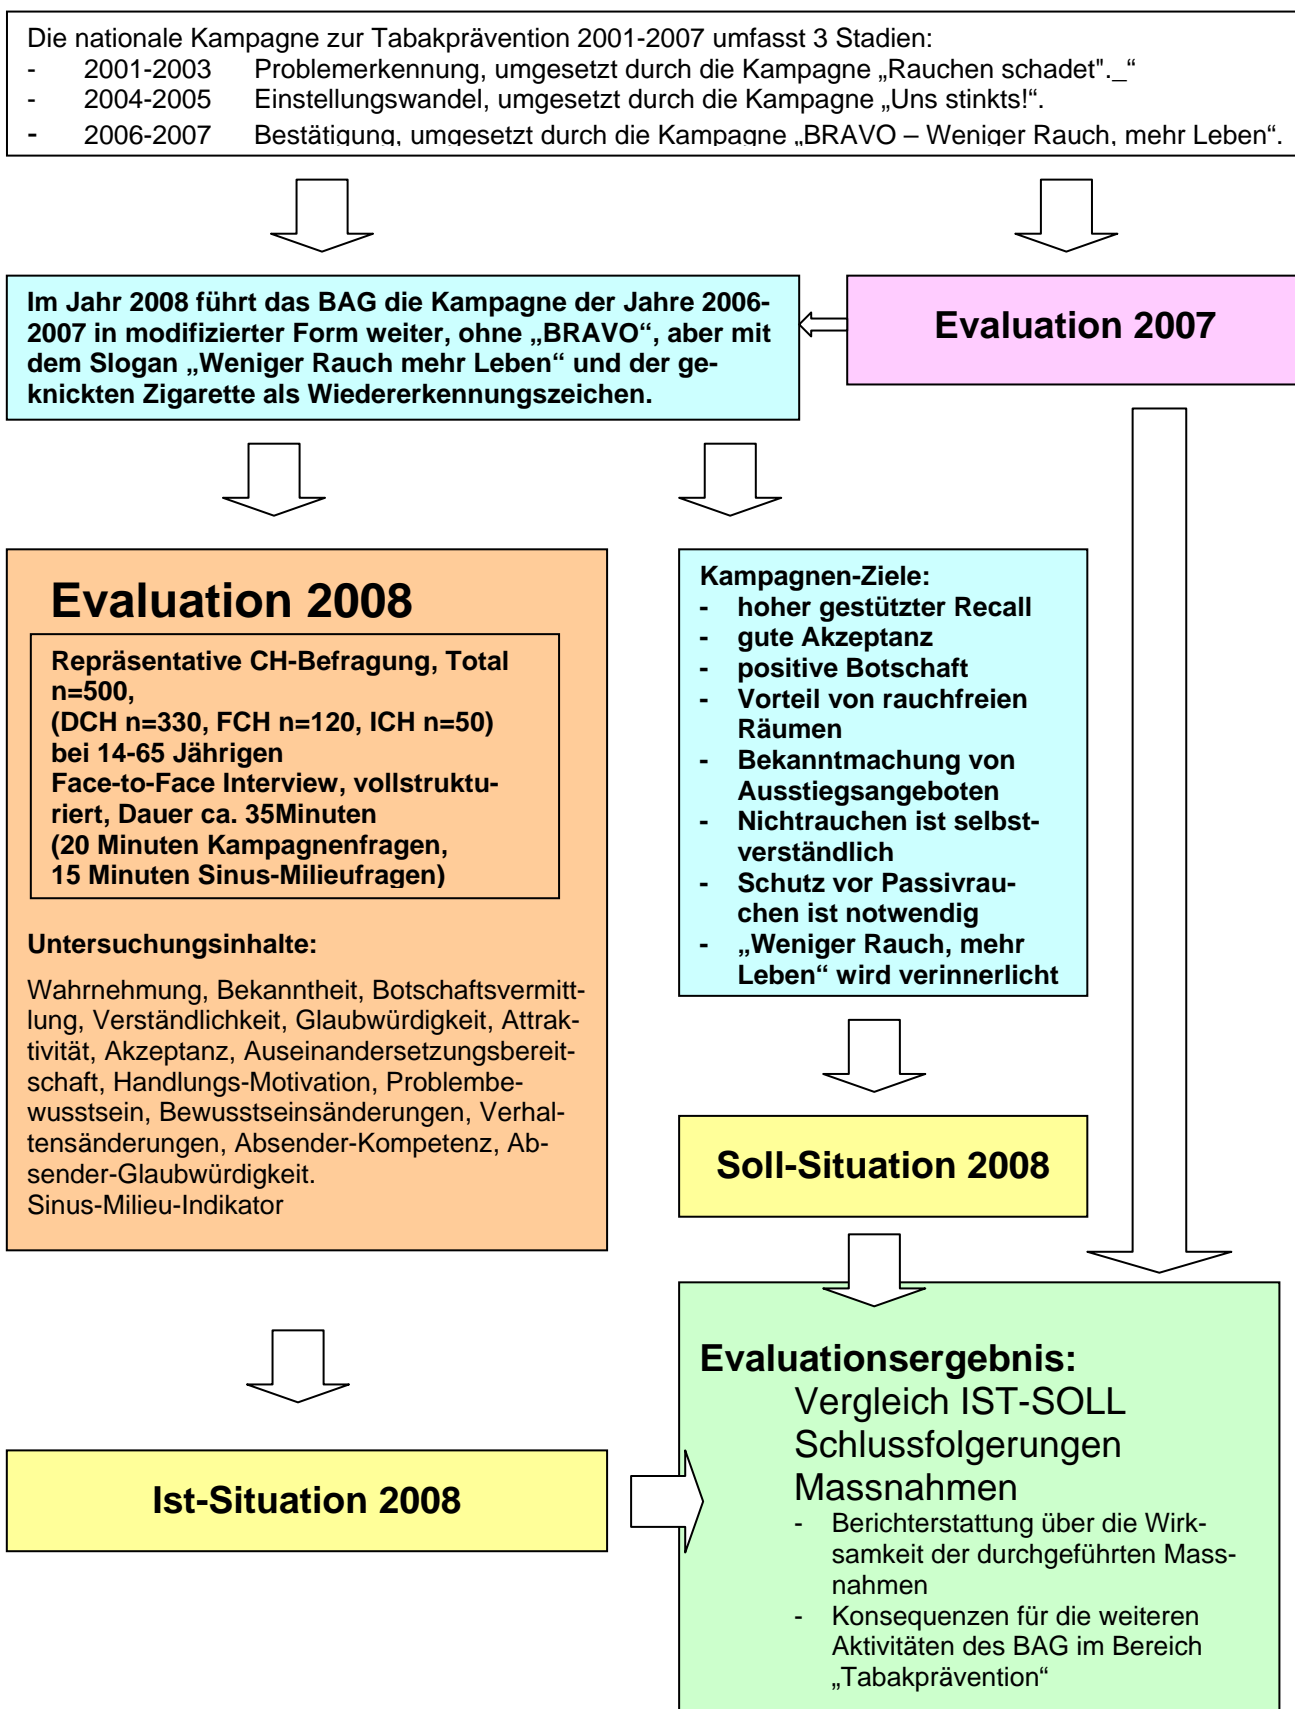 Die nationale Kampagne zur Tabakprävention 2001-2007 umfasst 3 Stadien:
- 2001-2003 Problemerkennung, umgesetzt durch die Kampagne „Rauchen schadet"._“
- 2004-2005 Einstellungswandel, umgesetzt durch die Kampagne „Uns stinkts!“.
- 2006-2007 Bestätigung, umgesetzt durch die Kampagne „BRAVO – Weniger Rauch, mehr Leben“.
Im Jahr 2008 führt das BAG die Kampagne der Jahre 2006-
2007 in modifizierter Form weiter, ohne „BRAVO“, aber mit
dem Slogan „Weniger Rauch mehr Leben“ und der ge-
knickten Zigarette als Wiedererkennungszeichen.
Evaluation 2007
Evaluation 2008
Repräsentative CH-Befragung, Total
n=500,
(DCH n=330, FCH n=120, ICH n=50)
bei 14-65 Jährigen
Face-to-Face Interview, vollstruktu-
riert, Dauer ca. 35Minuten
(20 Minuten Kampagnenfragen,
15 Minuten Sinus-Milieufragen)
Untersuchungsinhalte:
Wahrnehmung, Bekanntheit, Botschaftsvermitt-
lung, Verständlichkeit, Glaubwürdigkeit, Attrak-
tivität, Akzeptanz, Auseinandersetzungsbereit-
schaft, Handlungs-Motivation, Problembe-
wusstsein, Bewusstseinsänderungen, Verhal-
tensänderungen, Absender-Kompetenz, Ab-
sender-Glaubwürdigkeit.
Sinus-Milieu-Indikator
Kampagnen-Ziele:
- hoher gestützter Recall
- gute Akzeptanz
- positive Botschaft
- Vorteil von rauchfreien
Räumen
- Bekanntmachung von
Ausstiegsangeboten
- Nichtrauchen ist selbst-
verständlich
- Schutz vor Passivrau-
chen ist notwendig
- „Weniger Rauch, mehr
Leben“ wird verinnerlicht
Soll-Situation 2008
Ist-Situation 2008
Evaluationsergebnis:
Vergleich IST-SOLL
Schlussfolgerungen
Massnahmen
- Berichterstattung über die Wirk-
samkeit der durchgeführten Mass-
nahmen
- Konsequenzen für die weiteren
Aktivitäten des BAG im Bereich
„Tabakprävention“